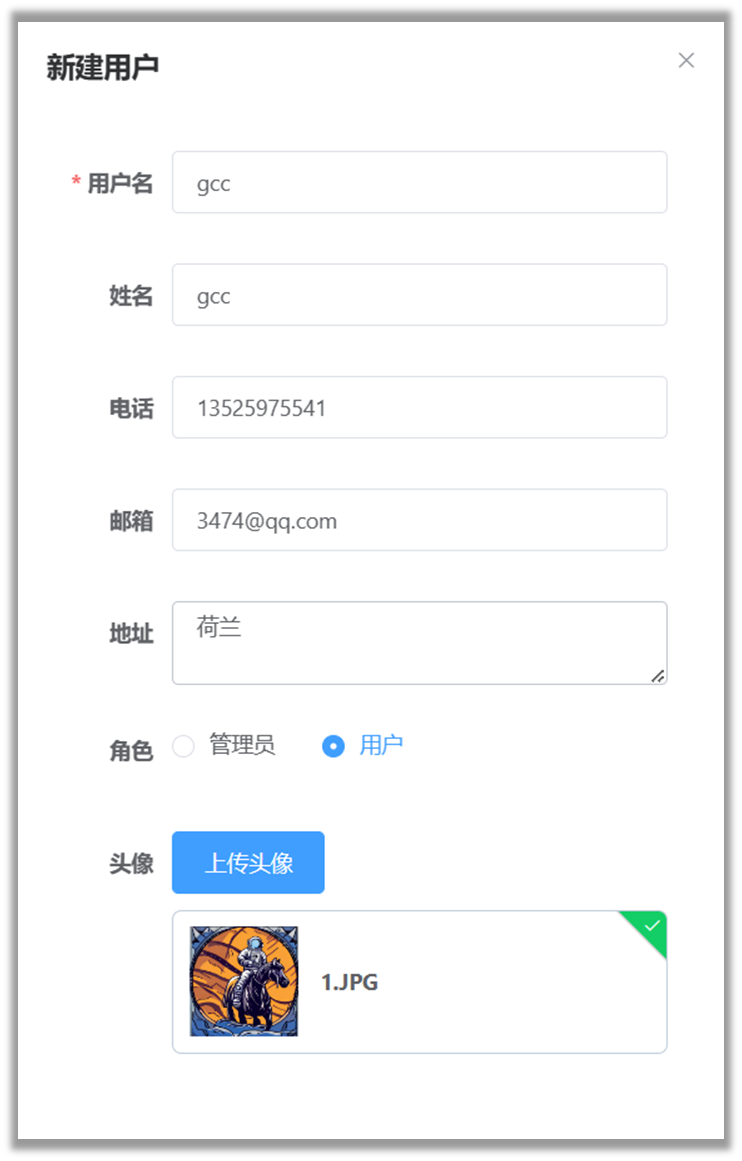 新建用户
* 用户名 gcc
姓名 gcc
电话 13525975541
邮箱 3474@qq.com
地址 荷兰
角色 管理员 用户
头像 上传头像
1.JPG